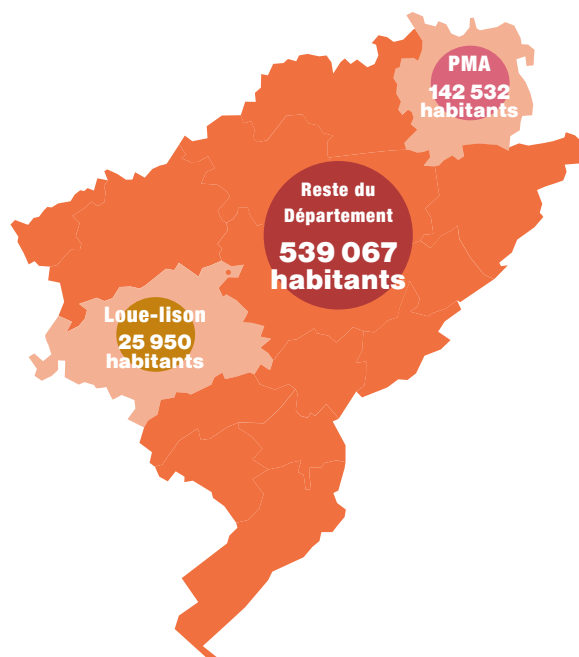 PMA
142 532
habitants
Reste du
Département
539 067
habitants
Loue-lison
25 950
habitants